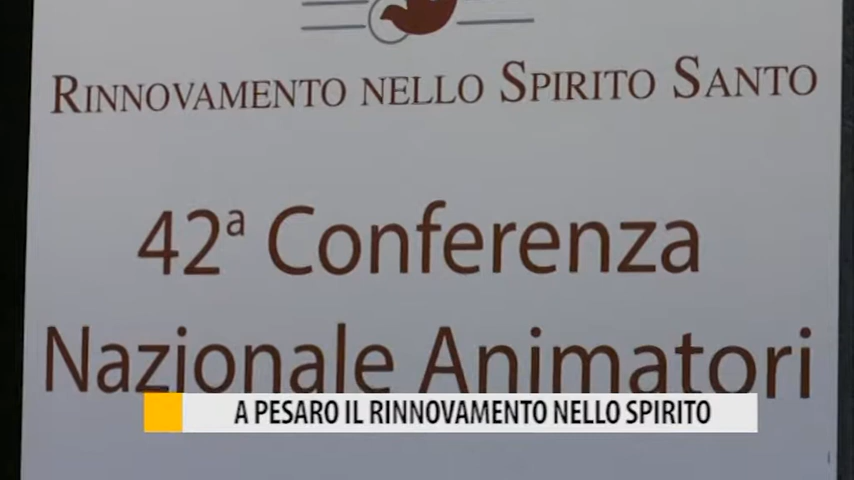 RINNOVAMENTO NELLO SPIRITO SANTO
42ª Conferenza
Nazionale Animatori
A PESARO IL RINNOVAMENTO NELLO SPIRITO